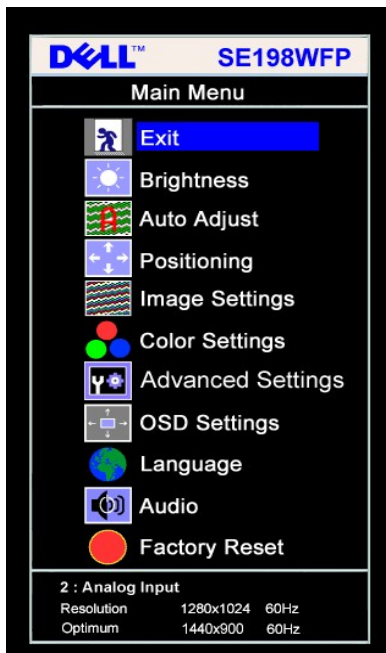 DELL™ SE198WFP
Main Menu
Exit
Brightness
Auto Adjust
Positioning
Image Settings
Color Settings
Advanced Settings
OSD Settings
Language
Audio
Factory Reset
2 : Analog Input
Resolution 1280x1024 60Hz
Optimum 1440x900 60Hz